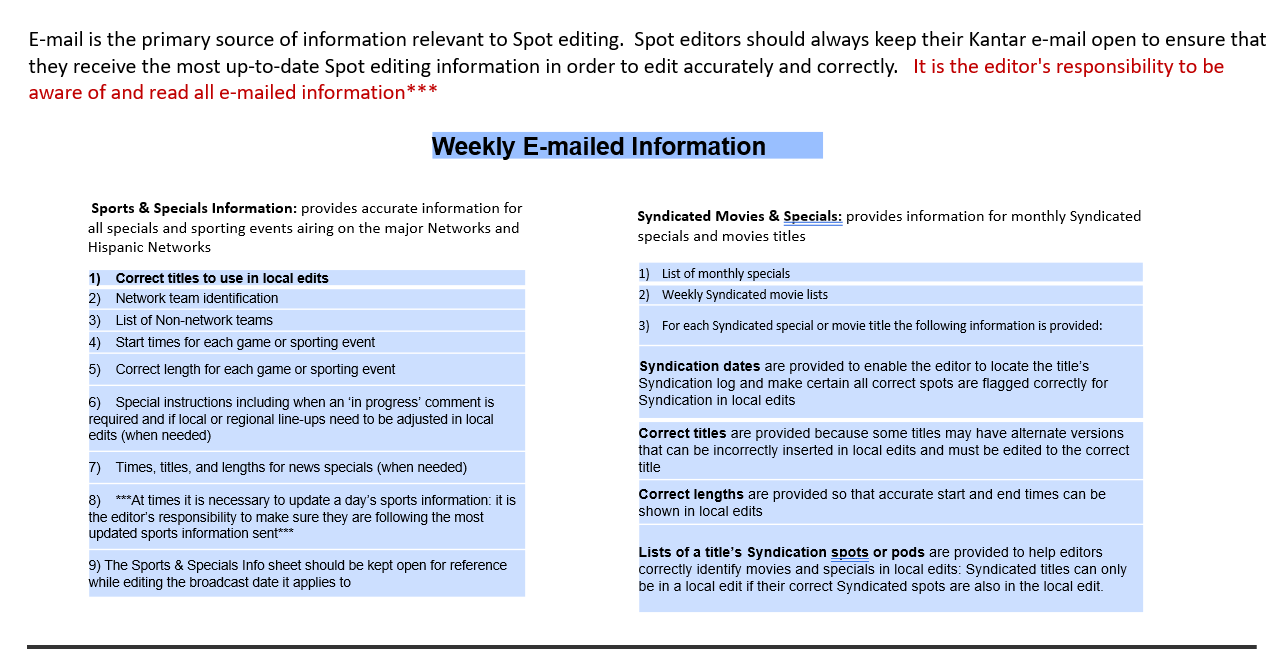 E-mail is the primary source of information relevant to Spot editing.  Spot editors should always keep their Kantar e-mail open to ensure that
they receive the most up-to-date Spot editing information in order to edit accurately and correctly.   It is the editor's responsibility to be
aware of and read all e-mailed information***
Weekly E-mailed Information
Sports & Specials Information: provides accurate information for
all specials and sporting events airing on the major Networks and
Hispanic Networks
1) Correct titles to use in local edits
2) Network team identification
3) List of Non-network teams
4) Start times for each game or sporting event
5) Correct length for each game or sporting event
6) Special instructions including when an ‘in progress’ comment is
required and if local or regional line-ups need to be adjusted in local
edits (when needed)
7) Times, titles, and lengths for news specials (when needed)
8) ***At times it is necessary to update a day’s sports information: it is
the editor’s responsibility to make sure they are following the most
updated sports information sent***
9) The Sports & Specials Info sheet should be kept open for reference
while editing the broadcast date it applies to
Syndicated Movies & Specials: provides information for monthly Syndicated
specials and movies titles
1) List of monthly specials
2) Weekly Syndicated movie lists
3) For each Syndicated special or movie title the following information is provided:
Syndication dates are provided to enable the editor to locate the title’s
Syndication log and make certain all correct spots are flagged correctly for
Syndication in local edits
Correct titles are provided because some titles may have alternate versions
that can be incorrectly inserted in local edits and must be edited to the correct
title
Correct lengths are provided so that accurate start and end times can be
shown in local edits
Lists of a title’s Syndication spots or pods are provided to help editors
correctly identify movies and specials in local edits: Syndicated titles can only
be in a local edit if their correct Syndicated spots are also in the local edit.